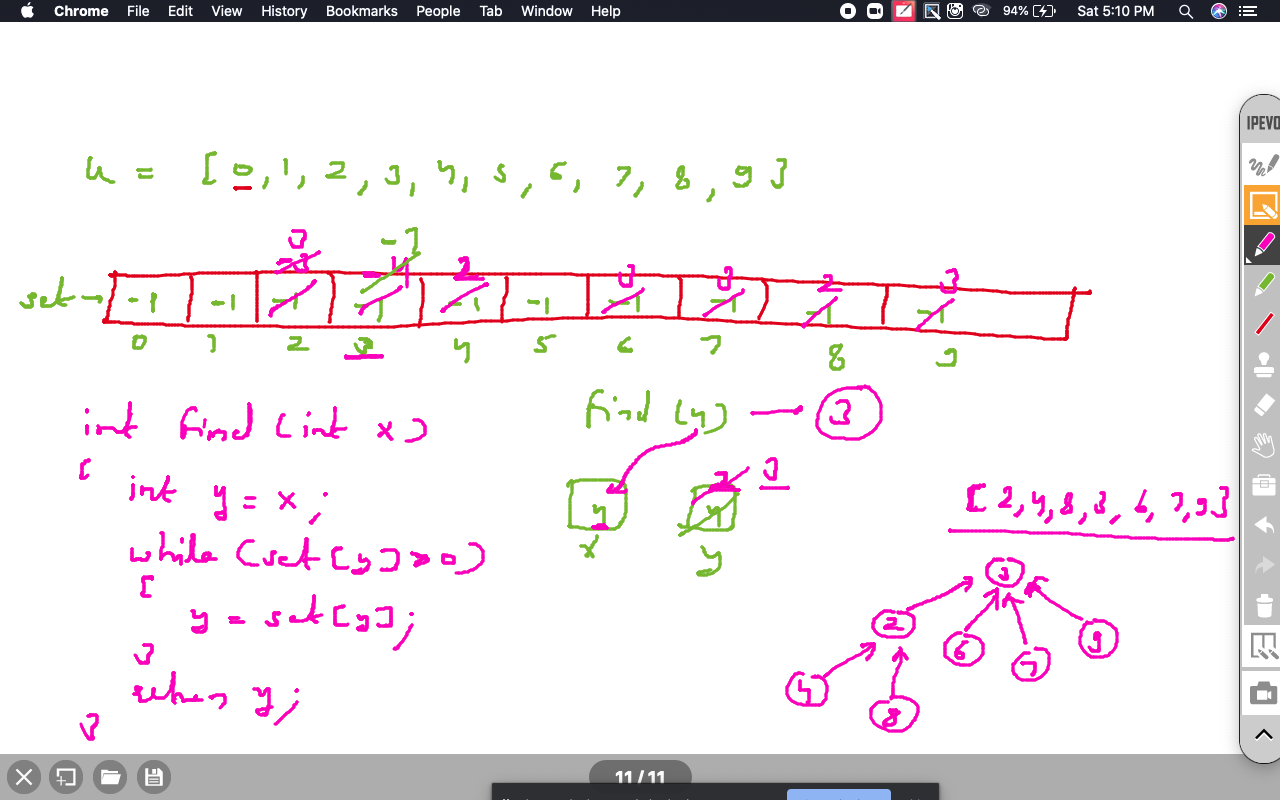 Chrome File Edit View History Bookmarks People Tab Window Help 94% Sat 5:10 PM
IPEVO
u = [0, 1, 2, 3, 4, 5, 6, 7, 8, 9]
3 -7
-3 -4 2 3 3 2 3
set → -1 -1 -1 -1 -1 -1 -1 -1 -1 -1
0 1 2 3 4 5 6 7 8 9
find (4) — 3
int find (int x)
{
int y = x;
2 3
4 4
x y
[2, 4, 8, 3, 6, 7, 9]
while (set[y] > 0)
{
y = set[y];
}
return y;
}
3
2
6 7 9
4
8
11 / 11